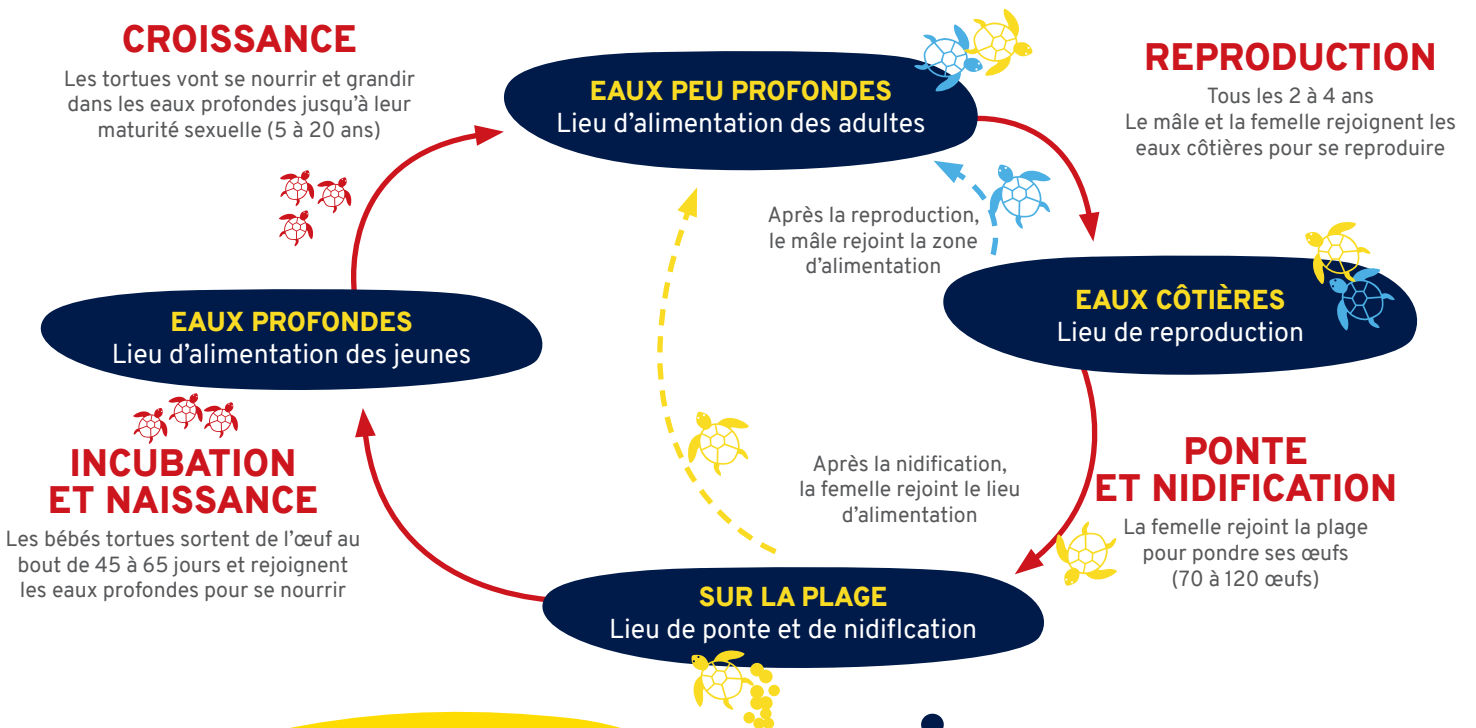 CROISSANCE
Les tortues vont se nourrir et grandir
dans les eaux profondes jusqu'à leur
maturité sexuelle (5 à 20 ans)
EAUX PEU PROFONDES
Lieu d'alimentation des adultes
REPRODUCTION
Tous les 2 à 4 ans
Le mâle et la femelle rejoignent les
eaux côtières pour se reproduire
Après la reproduction,
le mâle rejoint la zone
d'alimentation
EAUX PROFONDES
Lieu d'alimentation des jeunes
EAUX CÔTIÈRES
Lieu de reproduction
INCUBATION
ET NAISSANCE
Les bébés tortues sortent de l'œuf au
bout de 45 à 65 jours et rejoignent
les eaux profondes pour se nourrir
Après la nidification,
la femelle rejoint le lieu
d'alimentation
PONTE
ET NIDIFICATION
La femelle rejoint la plage
pour pondre ses œufs
(70 à 120 œufs)
SUR LA PLAGE
Lieu de ponte et de nidiflcation